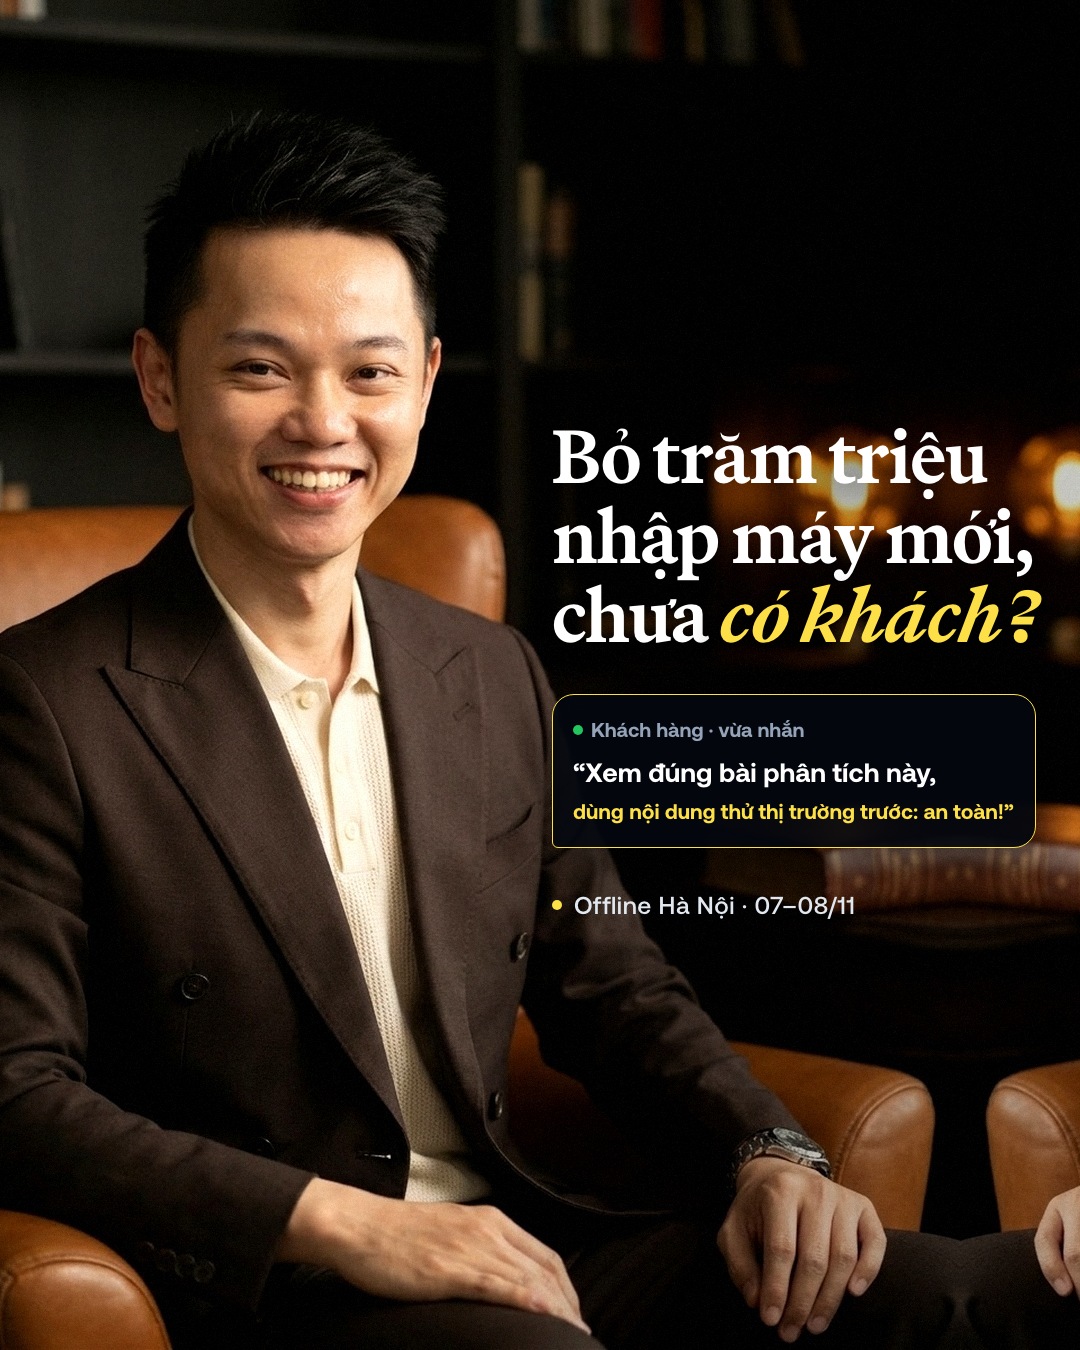 Bỏ trăm triệu
nhập máy mới,
chưa có khách?
Khách hàng · vừa nhắn
“Xem đúng bài phân tích này,
dùng nội dung thử thị trường trước: an toàn!”
Offline Hà Nội · 07–08/11